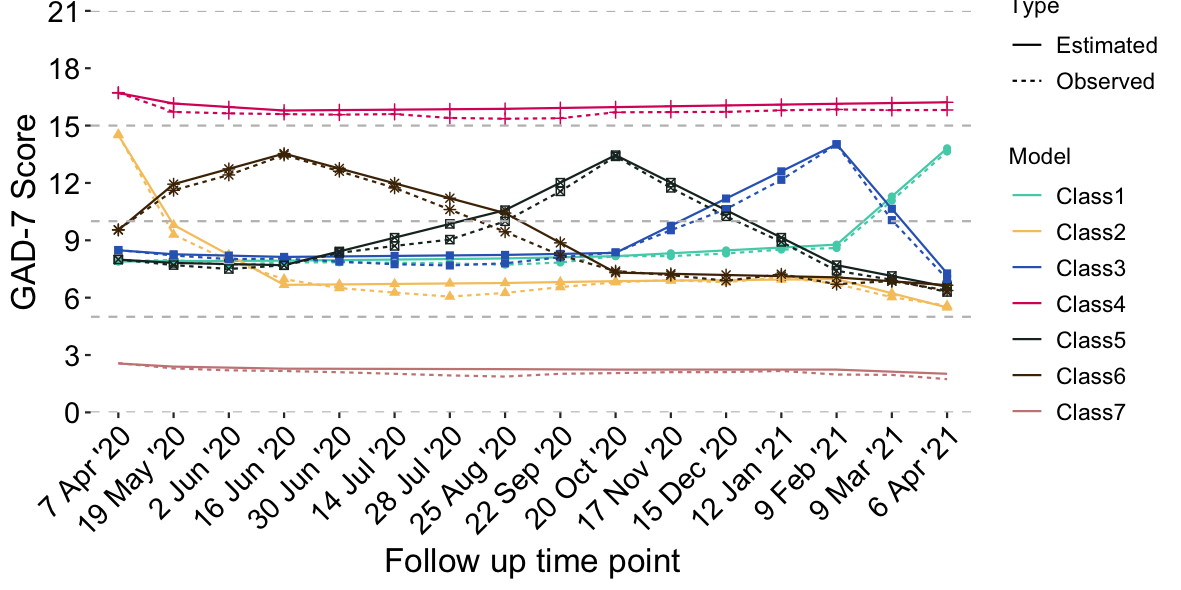 21
18
15
12
9
6
3
0
GAD-7 Score
7 Apr '20
19 May '20
2 Jun '20
16 Jun '20
30 Jun '20
14 Jul '20
28 Jul '20
25 Aug '20
22 Sep '20
20 Oct '20
17 Nov '20
15 Dec '20
12 Jan '21
9 Feb '21
9 Mar '21
6 Apr '21
Follow up time point
Type
Estimated
Observed
Model
Class1
Class2
Class3
Class4
Class5
Class6
Class7